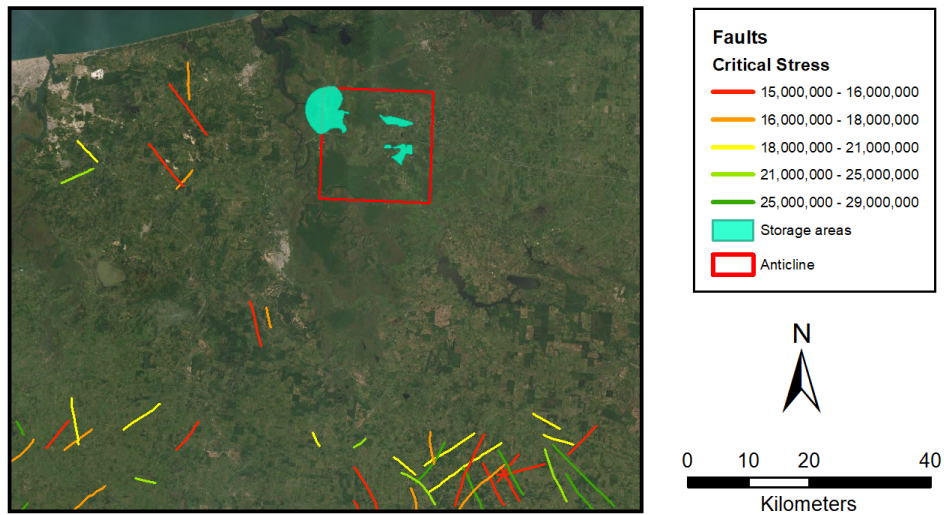 Faults
Critical Stress
15,000,000 - 16,000,000
16,000,000 - 18,000,000
18,000,000 - 21,000,000
21,000,000 - 25,000,000
25,000,000 - 29,000,000
Storage areas
Anticline
N
0 10 20 40
Kilometers